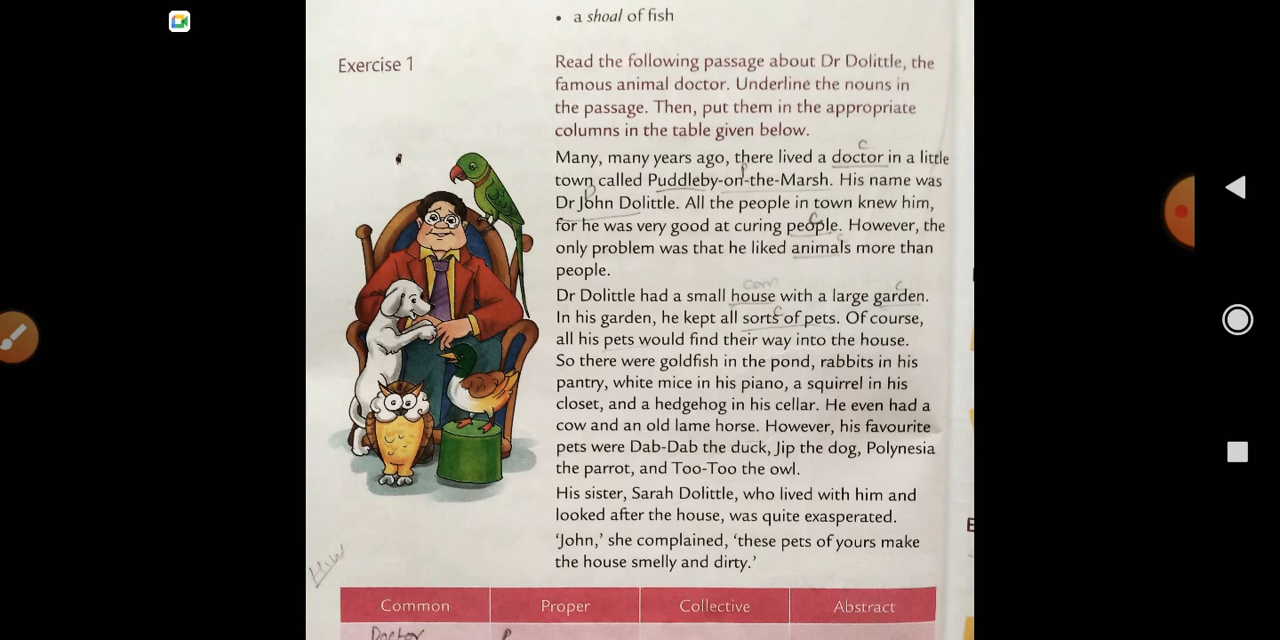 • a shoal of fish
Exercise 1
Read the following passage about Dr Dolittle, the
famous animal doctor. Underline the nouns in
the passage. Then, put them in the appropriate
columns in the table given below.
C
Many, many years ago, there lived a doctor in a little
P
town called Puddleby-on-the-Marsh. His name was
P
Dr John Dolittle. All the people in town knew him,
C
for he was very good at curing people. However, the
C
only problem was that he liked animals more than
people.
Com C
Dr Dolittle had a small house with a large garden.
C
In his garden, he kept all sorts of pets. Of course,
all his pets would find their way into the house.
So there were goldfish in the pond, rabbits in his
pantry, white mice in his piano, a squirrel in his
closet, and a hedgehog in his cellar. He even had a
cow and an old lame horse. However, his favourite
pets were Dab-Dab the duck, Jip the dog, Polynesia
the parrot, and Too-Too the owl.
His sister, Sarah Dolittle, who lived with him and
looked after the house, was quite exasperated.
‘John,’ she complained, ‘these pets of yours make
the house smelly and dirty.’
H.W
Common Proper Collective Abstract
Doctor